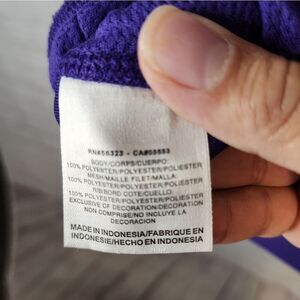 RN#56323 - CA#05553
BODY/CORPS/CUERPO:
100% POLYESTER/POLYESTER/POLIESTER
MESH/MAILLE FILET/MALLA:
100% POLYESTER/POLYESTER/POLIESTER
RIB/BORD COTE/CUELLO:
100% POLYESTER/POLYESTER/POLIESTER
EXCLUSIVE OF DECORATION/DECORATION
NON COMPRISE/NO INCLUYE LA
DECORACION
MADE IN INDONESIA/FABRIQUE EN
INDONESIE/HECHO EN INDONESIA